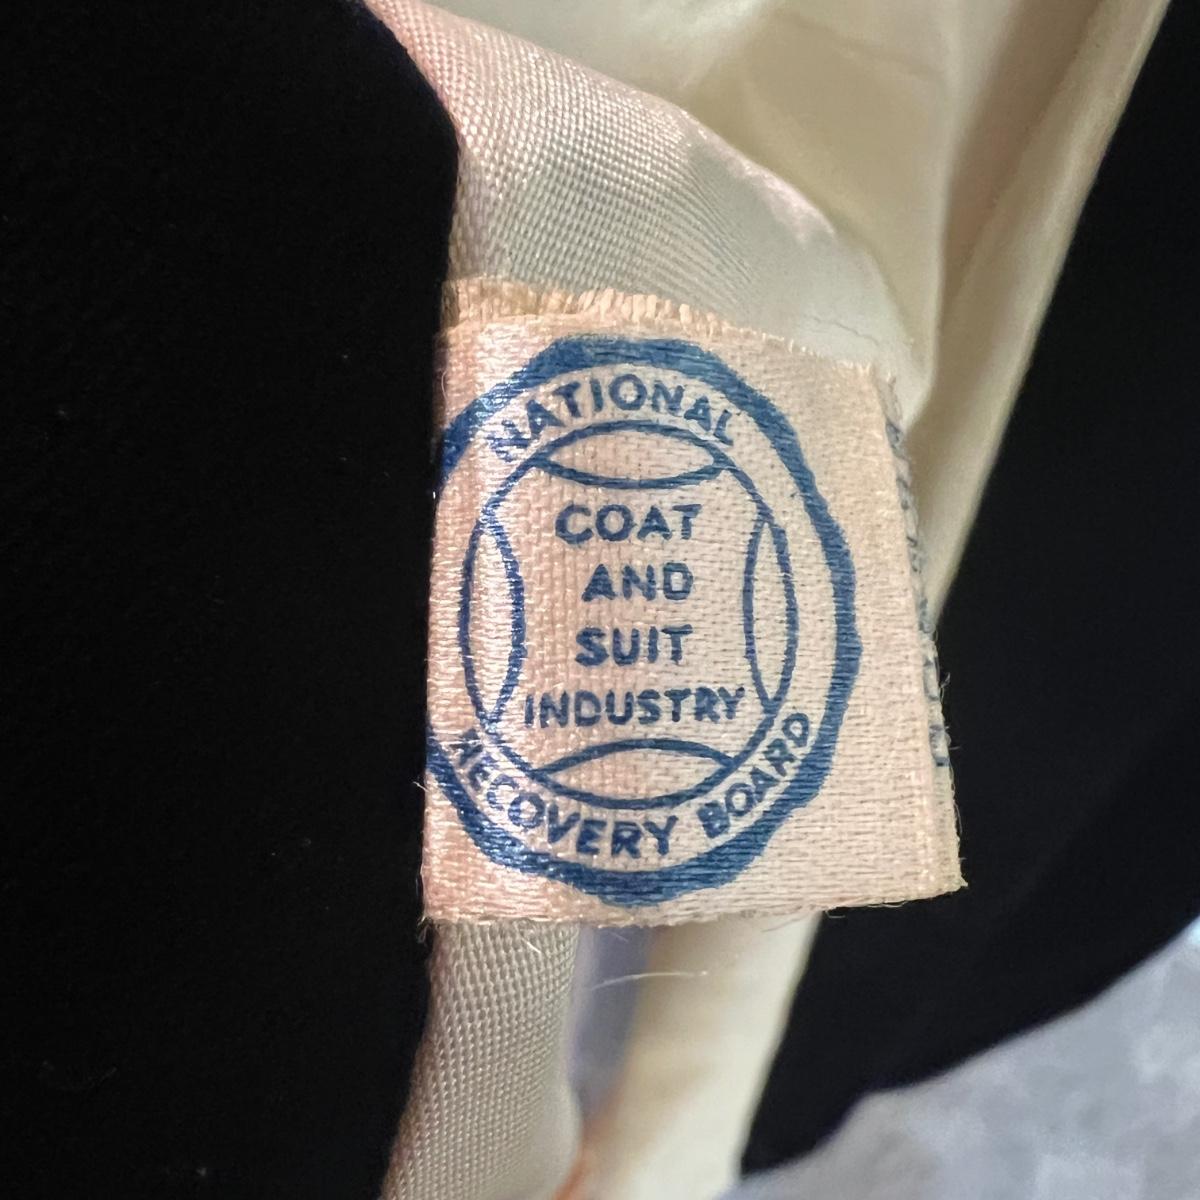 NATIONAL
COAT
AND
SUIT
INDUSTRY
RECOVERY BOARD